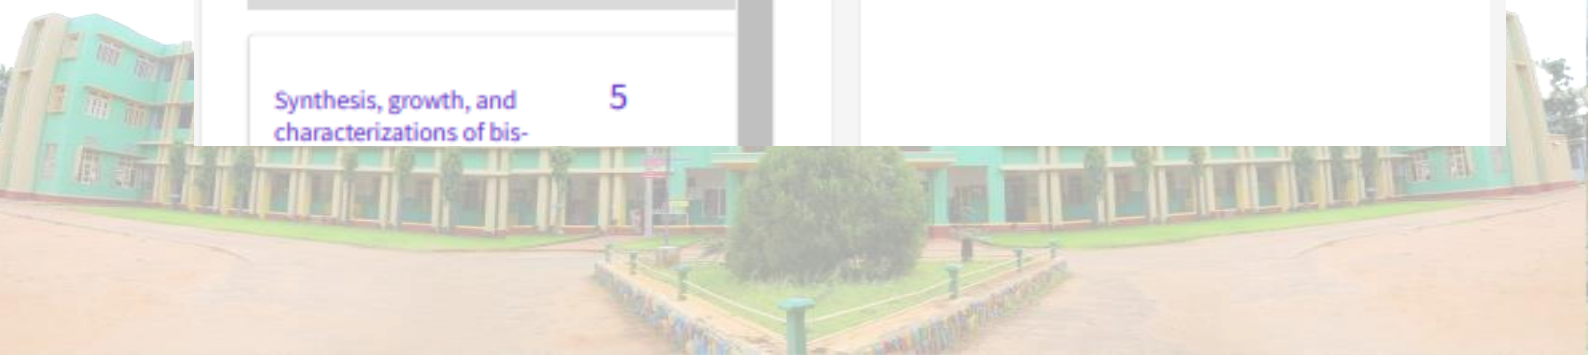 Synthesis, growth, and
5
characterizations of bis-